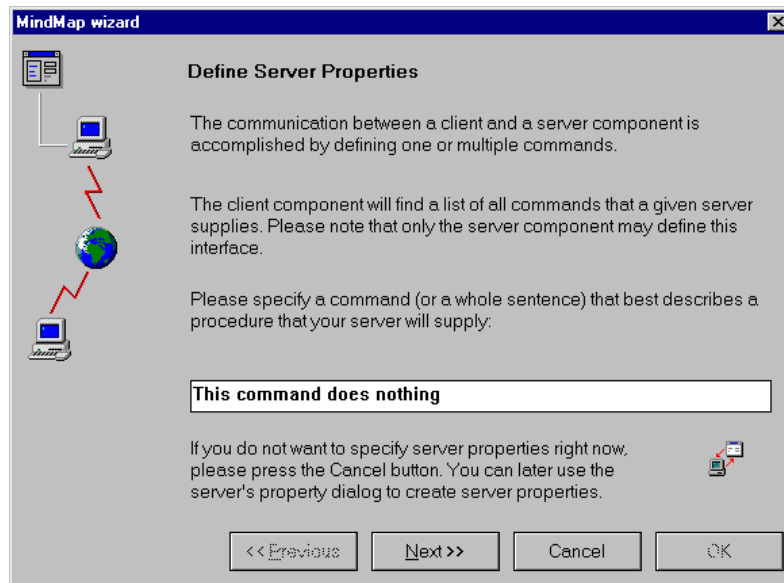 MindMap wizard
Define Server Properties
The communication between a client and a server component is
accomplished by defining one or multiple commands.
The client component will find a list of all commands that a given server
supplies. Please note that only the server component may define this
interface.
Please specify a command (or a whole sentence) that best describes a
procedure that your server will supply:
This command does nothing
If you do not want to specify server properties right now,
please press the Cancel button. You can later use the
server's property dialog to create server properties.
<< Previous Next >> Cancel OK